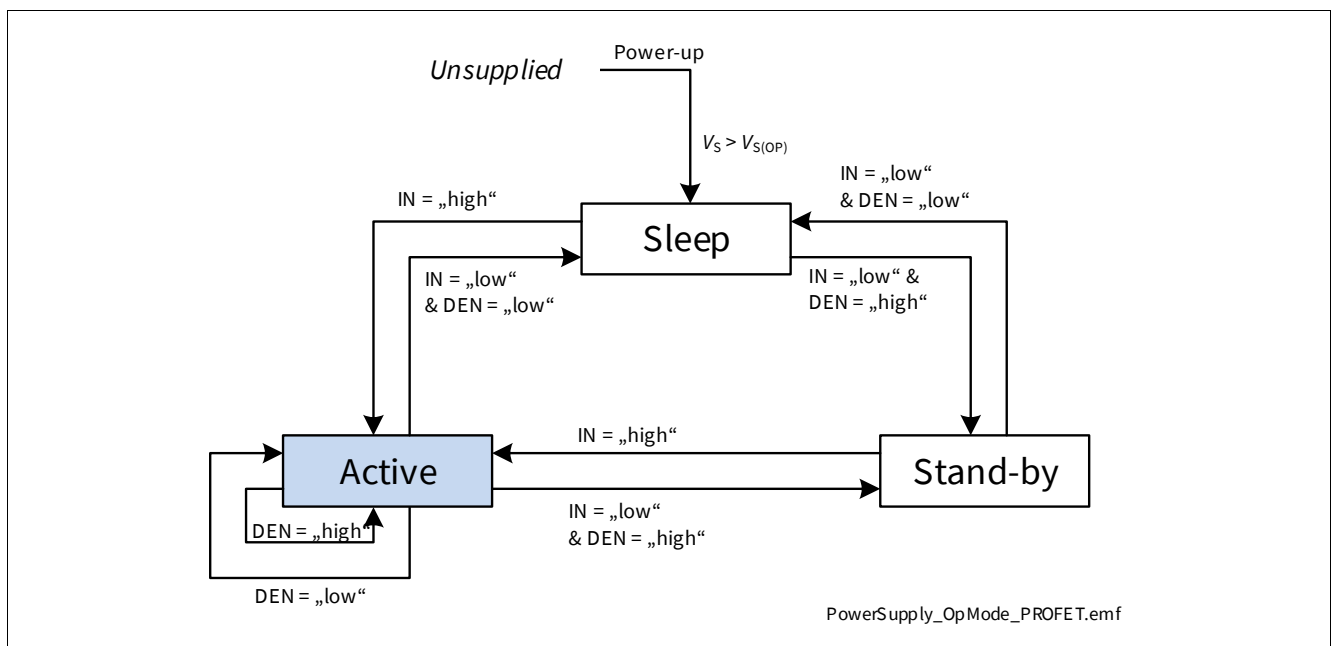 Power-up
Unsupplied
VS > VS(OP)
IN = „low“
& DEN = „low“
IN = „high“
Sleep
IN = „low“
& DEN = „low“
IN = „low“ &
DEN = „high“
IN = „high“
Active
Stand-by
IN = „low“
& DEN = „high“
DEN = „high“
DEN = „low“
PowerSupply_OpMode_PROFET.emf